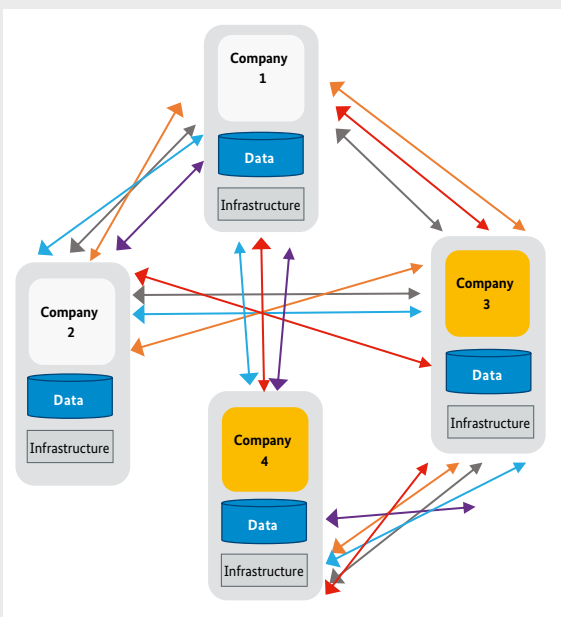 Company
1
Data
Infrastructure
Company
2
Data
Infrastructure
Company
3
Data
Infrastructure
Company
4
Data
Infrastructure